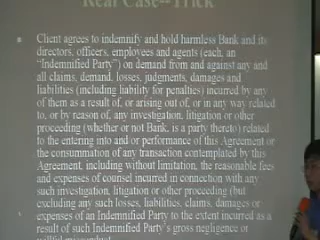 Real Case--Trick
Client agrees to indemnify and hold harmless Bank and its
directors, officers, employees and agents (each, an
"Indemnified Party") on demand from and against any and
all claims, demand, losses, judgments, damages and
liabilities (including liability for penalties) incurred by any
of them as a result of, or arising out of, or in any way related
to, or by reason of, any investigation, litigation or other
proceeding (whether or not Bank, is a party thereto) related
to the entering into and or performance of this Agreement or
the consummation of any transaction contemplated by this
Agreement, including without limitation, the reasonable fees
and expenses of counsel incurred in connection with any
such investigation, litigation or other proceeding (but
excluding any such losses, liabilities, claims, damages or
expenses of an Indemnified Party to the extent incurred as a
result of such Indemnified Party's gross negligence or